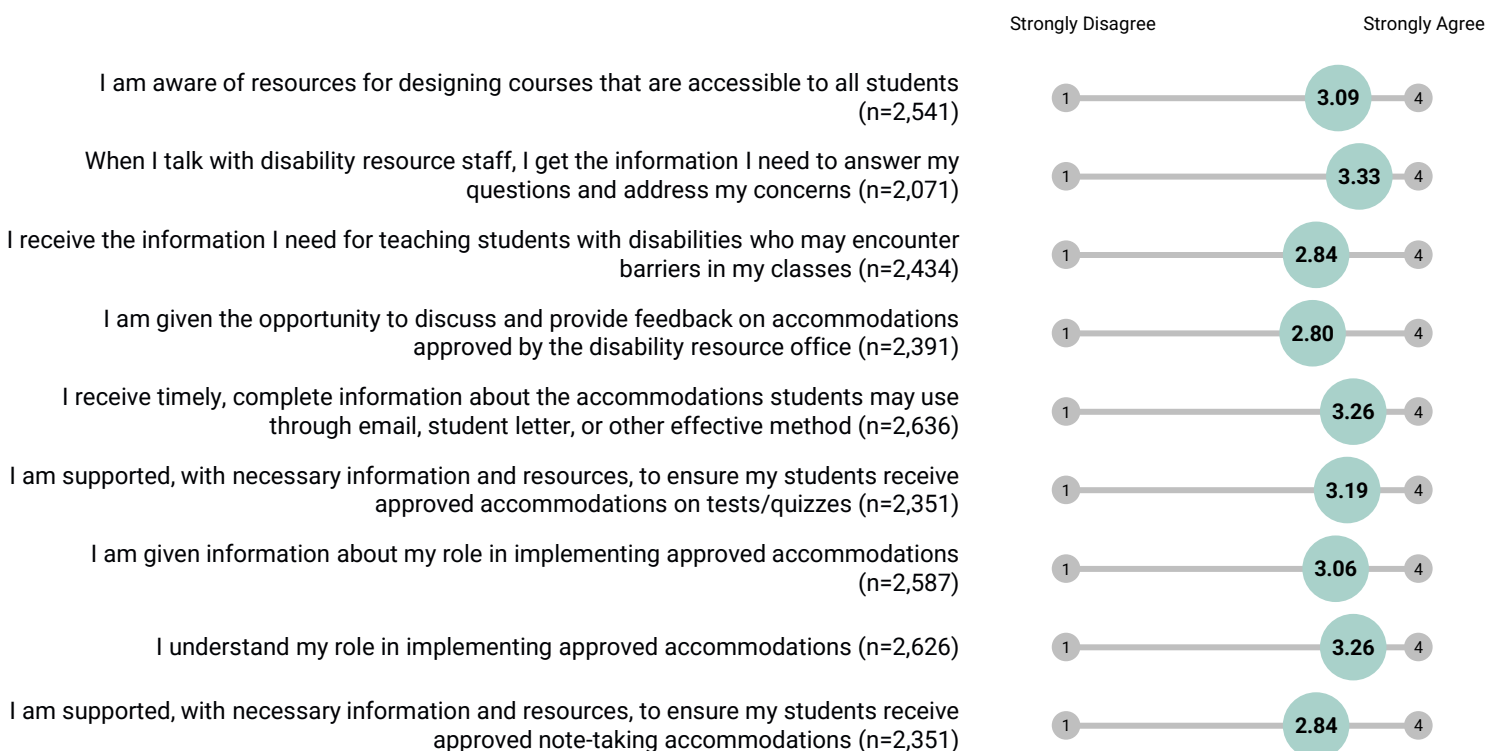 Strongly Disagree Strongly Agree
I am aware of resources for designing courses that are accessible to all students
(n=2,541)
1 3.09 4
When I talk with disability resource staff, I get the information I need to answer my
questions and address my concerns (n=2,071)
1 3.33 4
I receive the information I need for teaching students with disabilities who may encounter
barriers in my classes (n=2,434)
1 2.84 4
I am given the opportunity to discuss and provide feedback on accommodations
approved by the disability resource office (n=2,391)
1 2.80 4
I receive timely, complete information about the accommodations students may use
through email, student letter, or other effective method (n=2,636)
1 3.26 4
I am supported, with necessary information and resources, to ensure my students receive
approved accommodations on tests/quizzes (n=2,351)
1 3.19 4
I am given information about my role in implementing approved accommodations
(n=2,587)
1 3.06 4
I understand my role in implementing approved accommodations (n=2,626)
1 3.26 4
I am supported, with necessary information and resources, to ensure my students receive
approved note-taking accommodations (n=2,351)
1 2.84 4